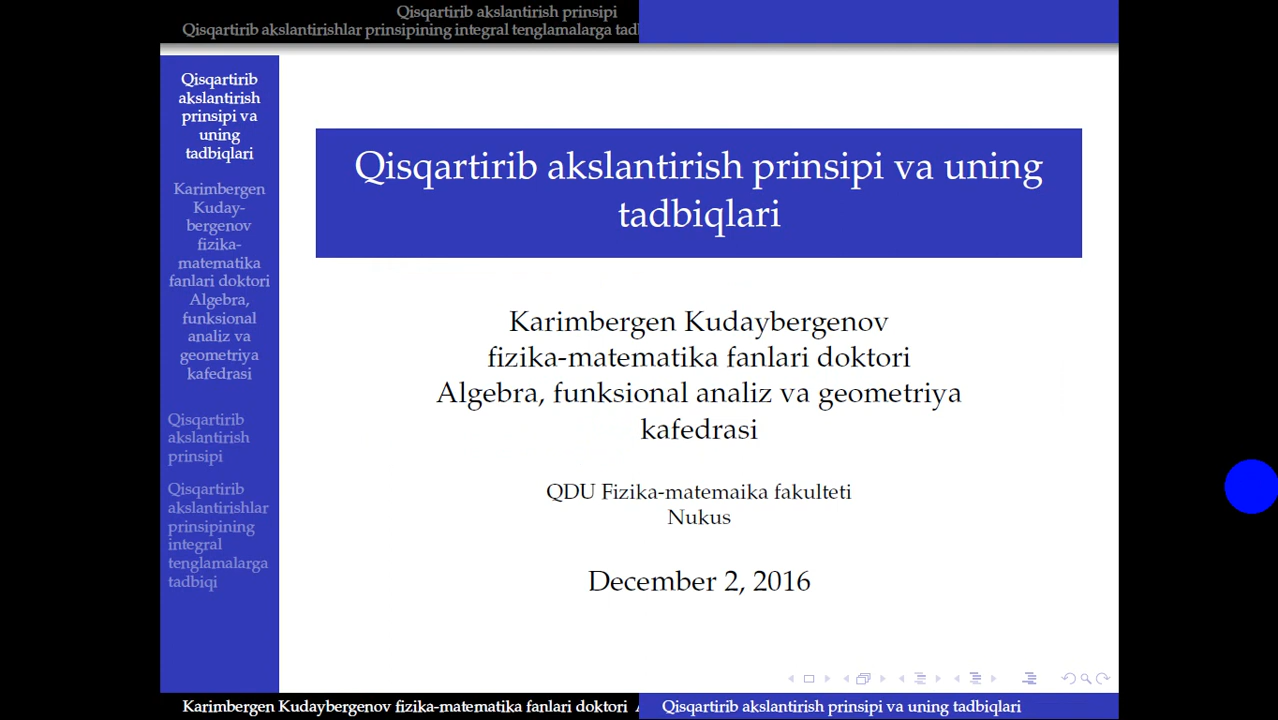 Qisqartirib akslantirish prinsipi
Qisqartirib akslantirishlar prinsipining integral tenglamalarga
Qisqartirib
akslantirish
prinsipi va
uning
tadbiqlari
Karimbergen
Kuday-
bergenov
fizika-
matematika
fanlari doktori
Algebra,
funksional
analiz va
geometriya
kafedrasi
Qisqartirib
akslantirish
prinsipi
Qisqartirib
akslantirishlar
prinsipining
integral
tenglamalarga
tadbiqi
Qisqartirib akslantirish prinsipi va uning
tadbiqlari
Karimbergen Kudaybergenov
fizika-matematika fanlari doktori
Algebra, funksional analiz va geometriya
kafedrasi
QDU Fizika-matemaika fakulteti
Nukus
December 2, 2016
Karimbergen Kudaybergenov fizika-matematika fanlari doktori
Qisqartirib akslantirish prinsipi va uning tadbiqlari